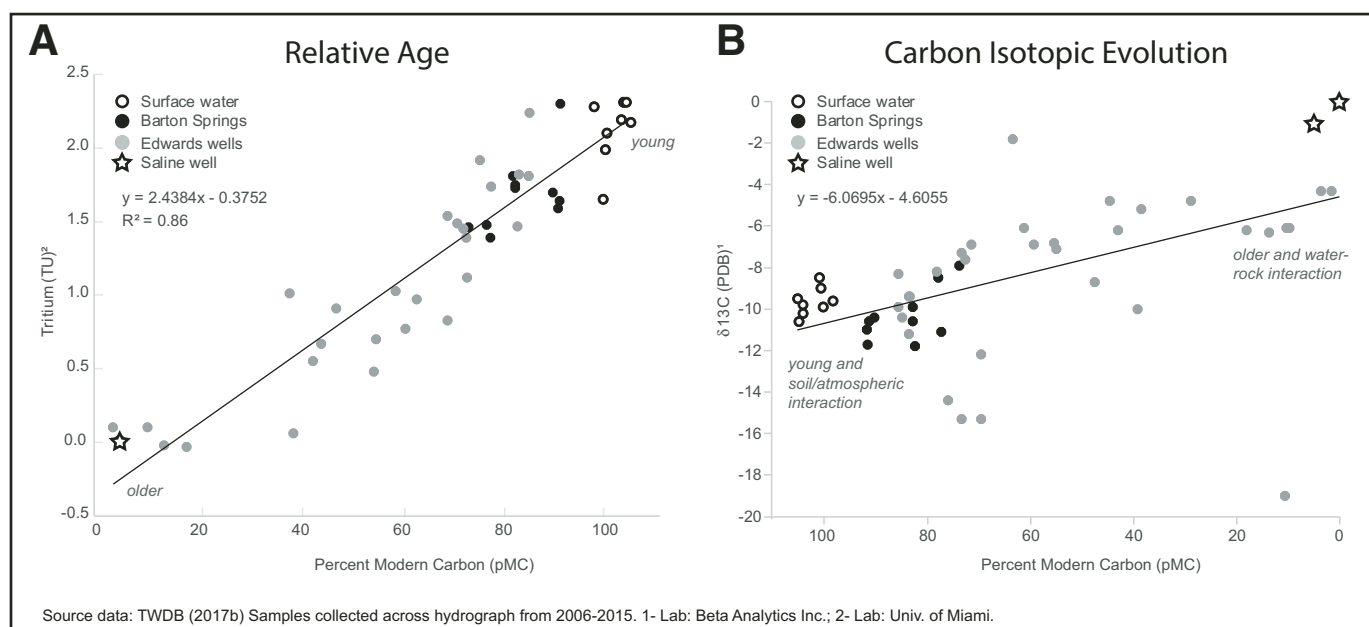 A
Relative Age
2.5
2.0
1.5
1.0
0.5
0.0
-0.5
Tritium (TU)²
Surface water
Barton Springs
Edwards wells
Saline well
y = 2.4384x - 0.3752
R² = 0.86
young
older
0
20
40
60
80
100
Percent Modern Carbon (pMC)
B
Carbon Isotopic Evolution
0
-2
-4
-6
-8
-10
-12
-14
-16
-18
-20
δ13C (PDB)¹
Surface water
Barton Springs
Edwards wells
Saline well
y = -6.0695x - 4.6055
older and water-
rock interaction
young and
soil/atmospheric
interaction
100
80
60
40
20
0
Percent Modern Carbon (pMC)
Source data: TWDB (2017b) Samples collected across hydrograph from 2006-2015. 1- Lab: Beta Analytics Inc.; 2- Lab: Univ. of Miami.